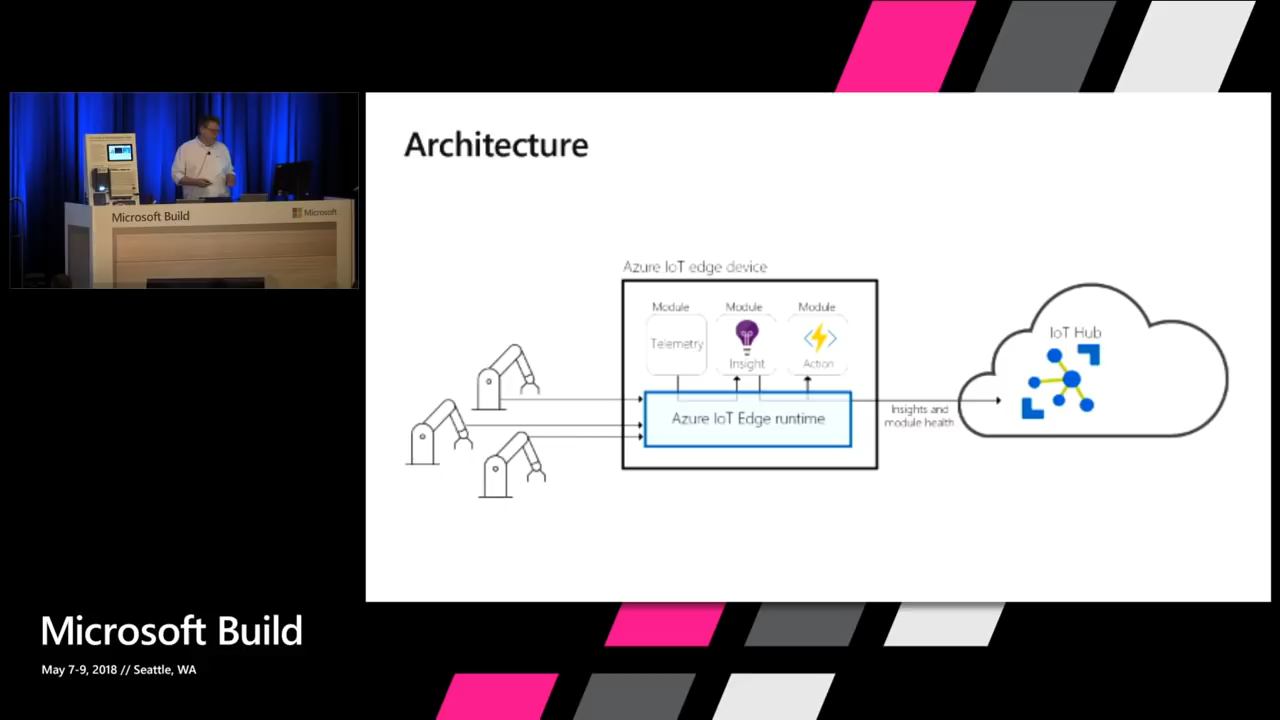 Architecture
Microsoft Build
Microsoft
Azure IoT edge device
Module
Module
Module
Telemetry
Insight
Action
Azure IoT Edge runtime
Insights and
module health
IoT Hub
Microsoft Build
May 7-9, 2018 // Seattle, WA